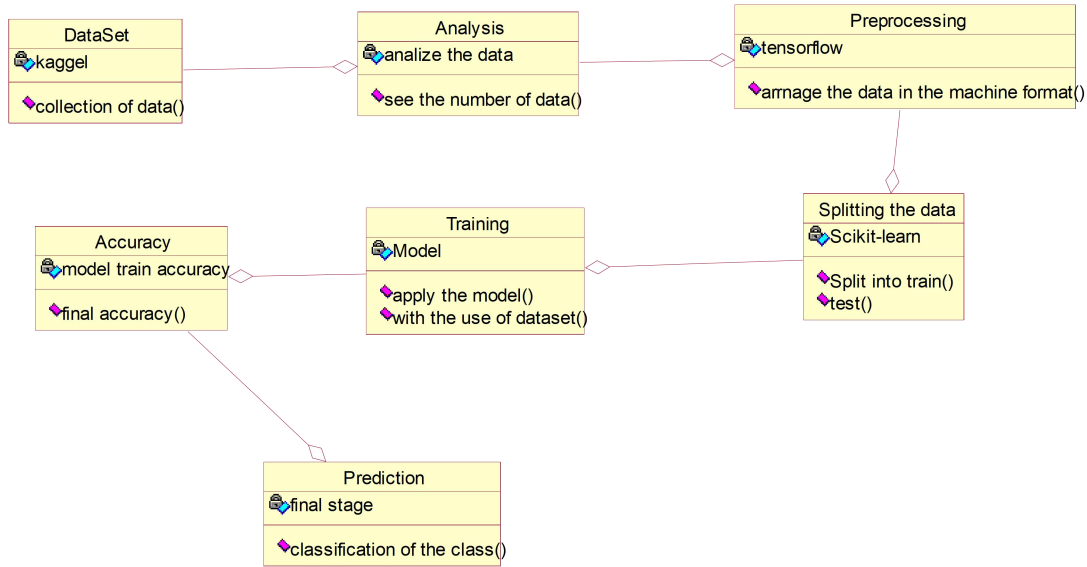 DataSet
kaggel
collection of data()
Analysis
analize the data
see the number of data()
Preprocessing
tensorflow
arrnage the data in the machine format()
Splitting the data
Scikit-learn
Split into train()
test()
Training
Model
apply the model()
with the use of dataset()
Accuracy
model train accuracy
final accuracy()
Prediction
final stage
classification of the class()